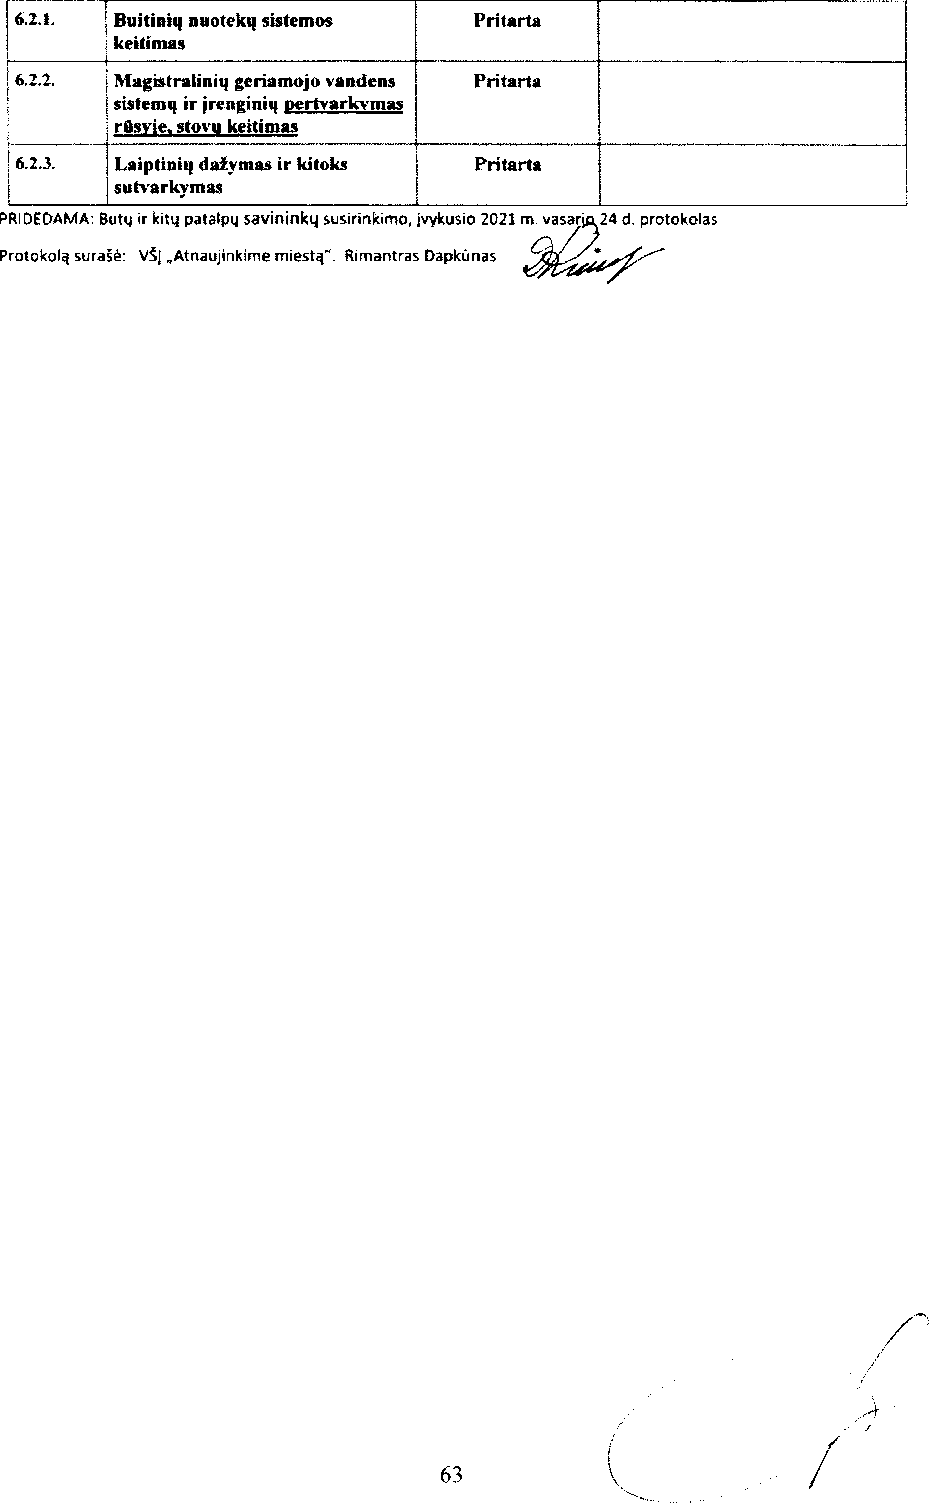 6.2.1. Buitinių nuotekų sistemos Pritarta
keitimas
6.2.2. Magistralinių geriamojo vandens Pritarta
sistemų ir įrenginių pertvarkymas
rūsyje, stovų keitimas
6.2.3. Laiptinių dažymas ir kitoks Pritarta
sutvarkymas
PRIDEDAMA: Butų ir kitų patalpų savininkų susirinkimo, įvykusio 2021 m. vasario 24 d. protokolas
Protokolą surašė: VŠĮ „Atnaujinkime miestą“. Rimantras Dapkūnas
63